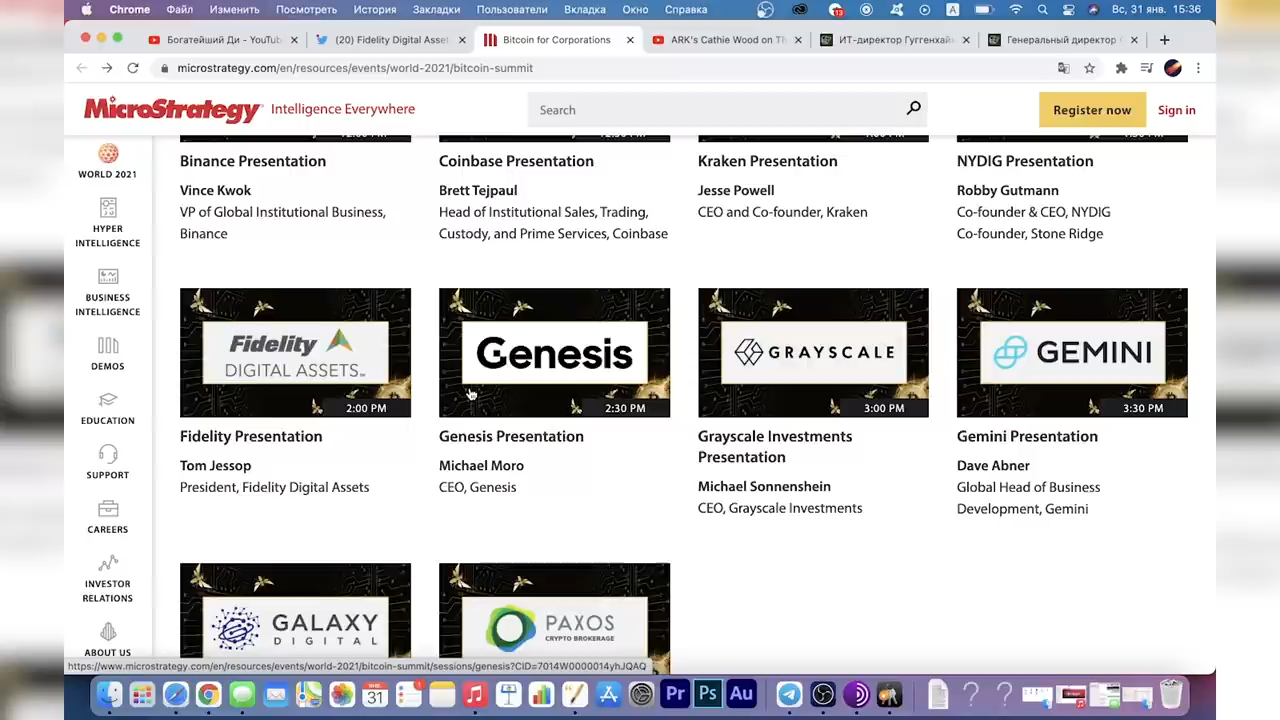 Chrome Файл Изменить Посмотреть История Закладки Пользователи Вкладка Окно Справка 13 A Вс, 31 янв. 15:36
Богатейший Ди - YouTub
(20) Fidelity Digital Asset
Bitcoin for Corporations
ARK's Cathie Wood on Th
ИТ-директор Гуггенхай
Генеральный директор
microstrategy.com/en/resources/events/world-2021/bitcoin-summit
MicroStrategy Intelligence Everywhere
Search
Register now
Sign in
WORLD 2021
HYPER
INTELLIGENCE
BUSINESS
INTELLIGENCE
DEMOS
EDUCATION
SUPPORT
CAREERS
INVESTOR
RELATIONS
ABOUT US
Binance Presentation
Vince Kwok
VP of Global Institutional Business,
Binance
Coinbase Presentation
Brett Tejpaul
Head of Institutional Sales, Trading,
Custody, and Prime Services, Coinbase
Kraken Presentation
Jesse Powell
CEO and Co-founder, Kraken
NYDIG Presentation
Robby Gutmann
Co-founder & CEO, NYDIG
Co-founder, Stone Ridge
Fidelity
DIGITAL ASSETS
2:00 PM
Fidelity Presentation
Tom Jessop
President, Fidelity Digital Assets
Genesis
2:30 PM
Genesis Presentation
Michael Moro
CEO, Genesis
GRAYSCALE
3:00 PM
Grayscale Investments
Presentation
Michael Sonnenshein
CEO, Grayscale Investments
GEMINI
3:30 PM
Gemini Presentation
Dave Abner
Global Head of Business
Development, Gemini
GALAXY
DIGITAL
PAXOS
CRYPTO BROKERAGE
https://www.microstrategy.com/en/resources/events/world-2021/bitcoin-summit/sessions/genesis?CID=7014W0000014yhJQAQ
31
1
Pr
Ps
Au